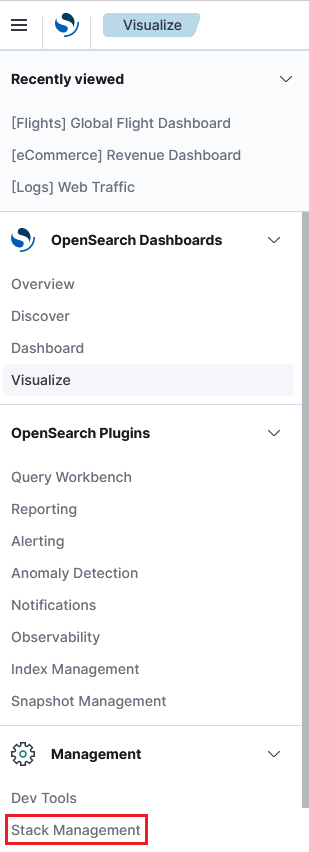 Visualize
Recently viewed
[Flights] Global Flight Dashboard
[eCommerce] Revenue Dashboard
[Logs] Web Traffic
OpenSearch Dashboards
Overview
Discover
Dashboard
Visualize
OpenSearch Plugins
Query Workbench
Reporting
Alerting
Anomaly Detection
Notifications
Observability
Index Management
Snapshot Management
Management
Dev Tools
Stack Management